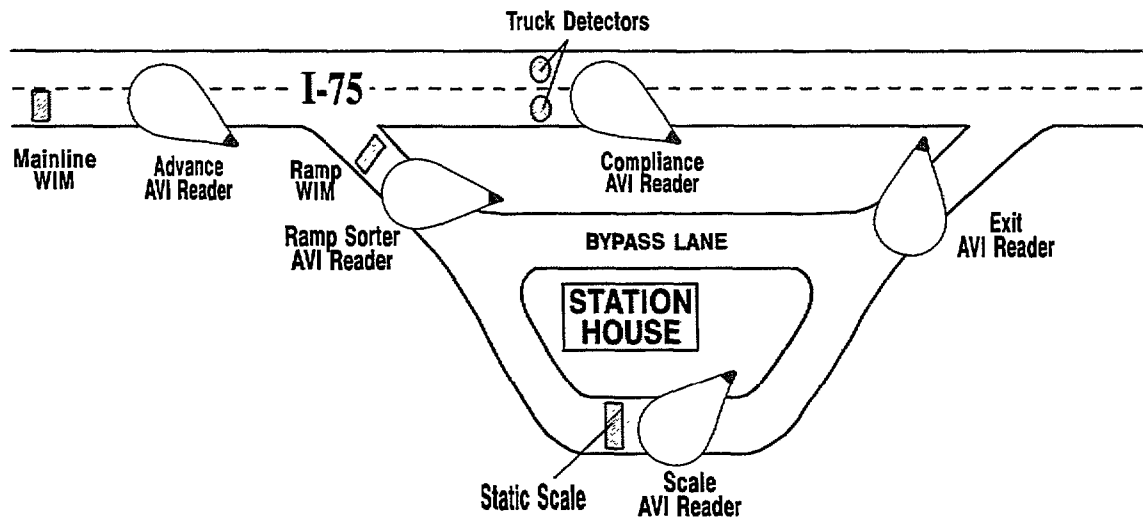 Truck Detectors
I-75
Mainline
WIM
Advance
AVI Reader
Ramp
WIM
Compliance
AVI Reader
Ramp Sorter
AVI Reader
BYPASS LANE
Exit
AVI Reader
STATION
HOUSE
Static Scale
Scale
AVI Reader